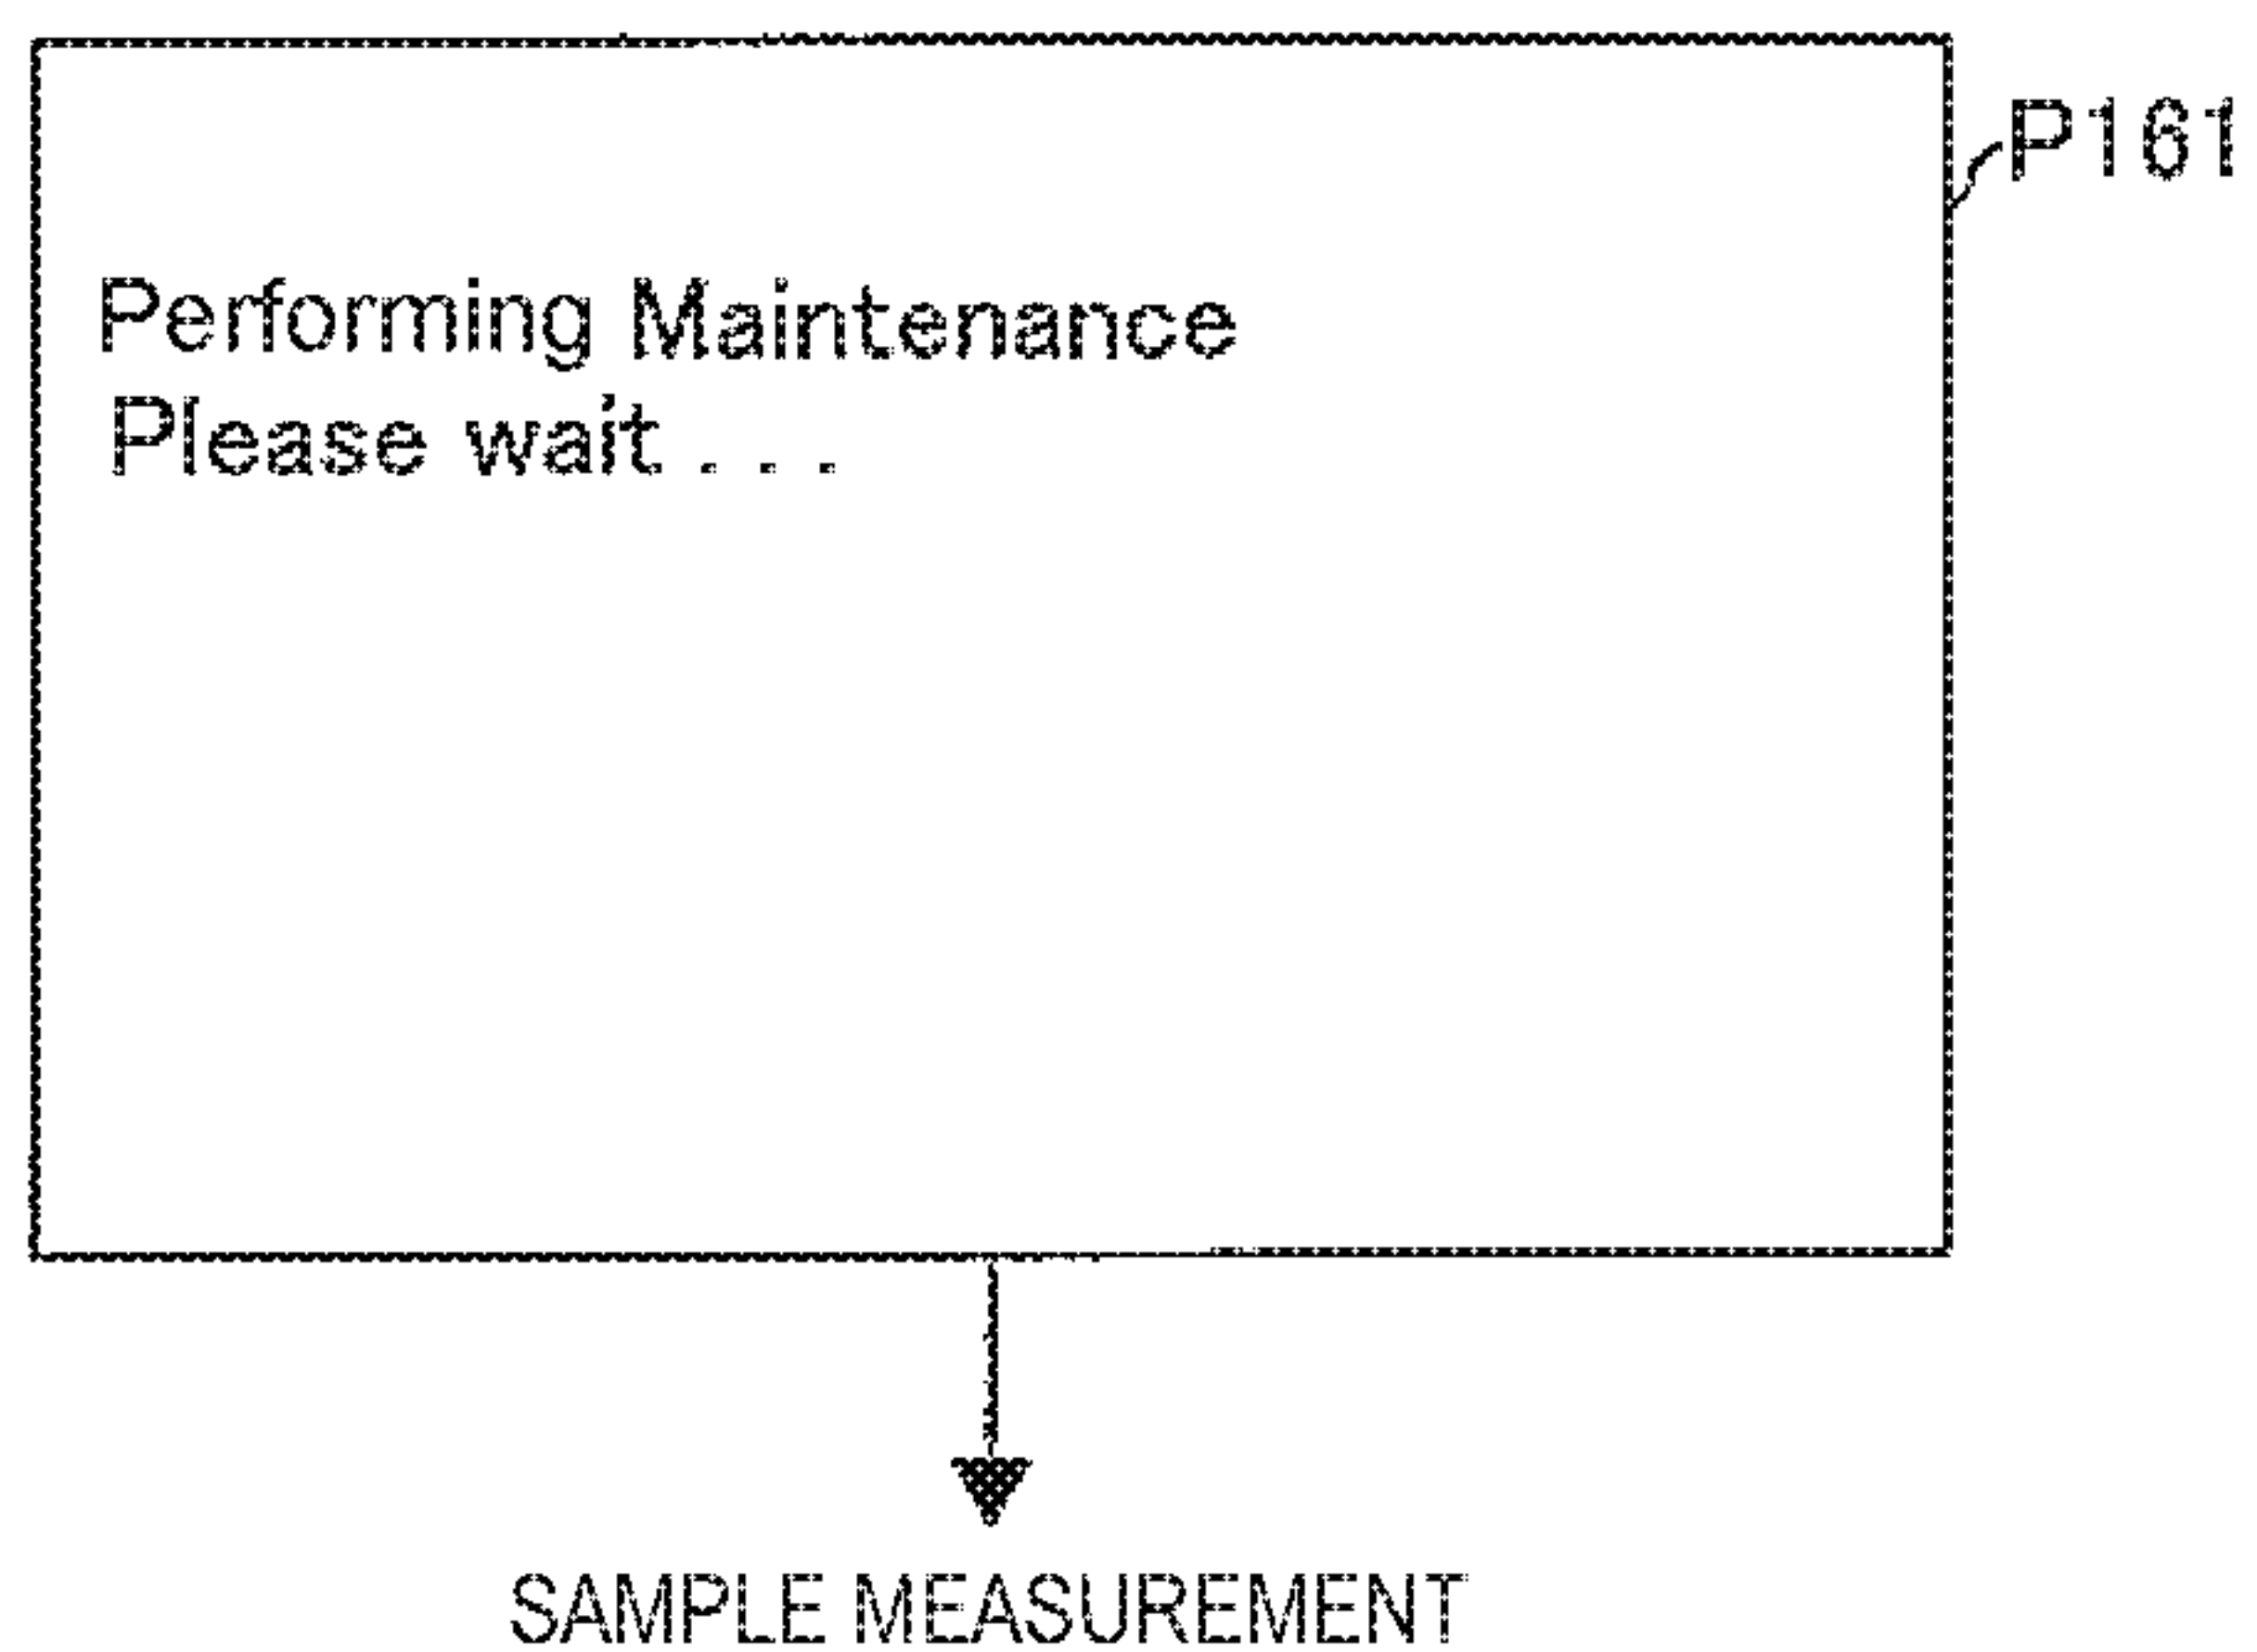 P161
Performing Maintenance
Please wait . . . .
SAMPLE MEASUREMENT